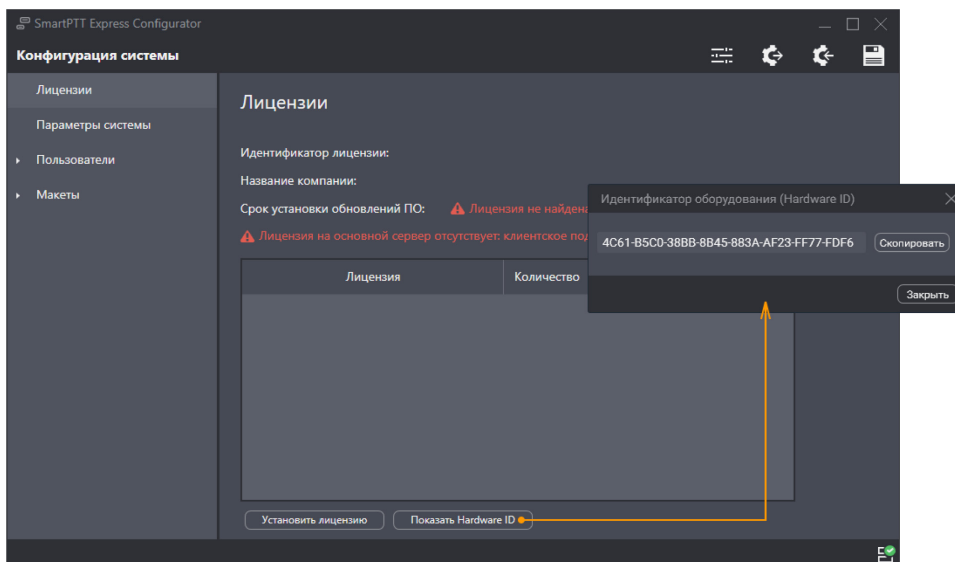 SmartPTT Express Configurator
Конфигурация системы
Лицензии
Параметры системы
Пользователи
Макеты
Лицензии
Идентификатор лицензии:
Название компании:
Срок установки обновлений ПО: Лицензия не найдена
Лицензия на основной сервер отсутствует: клиентское
Лицензия Количество
Установить лицензию Показать Hardware ID
Идентификатор оборудования (Hardware ID)
4C61-B5C0-38BB-8B45-883A-AF23-FF77-FDF6 Скопировать
Закрыть